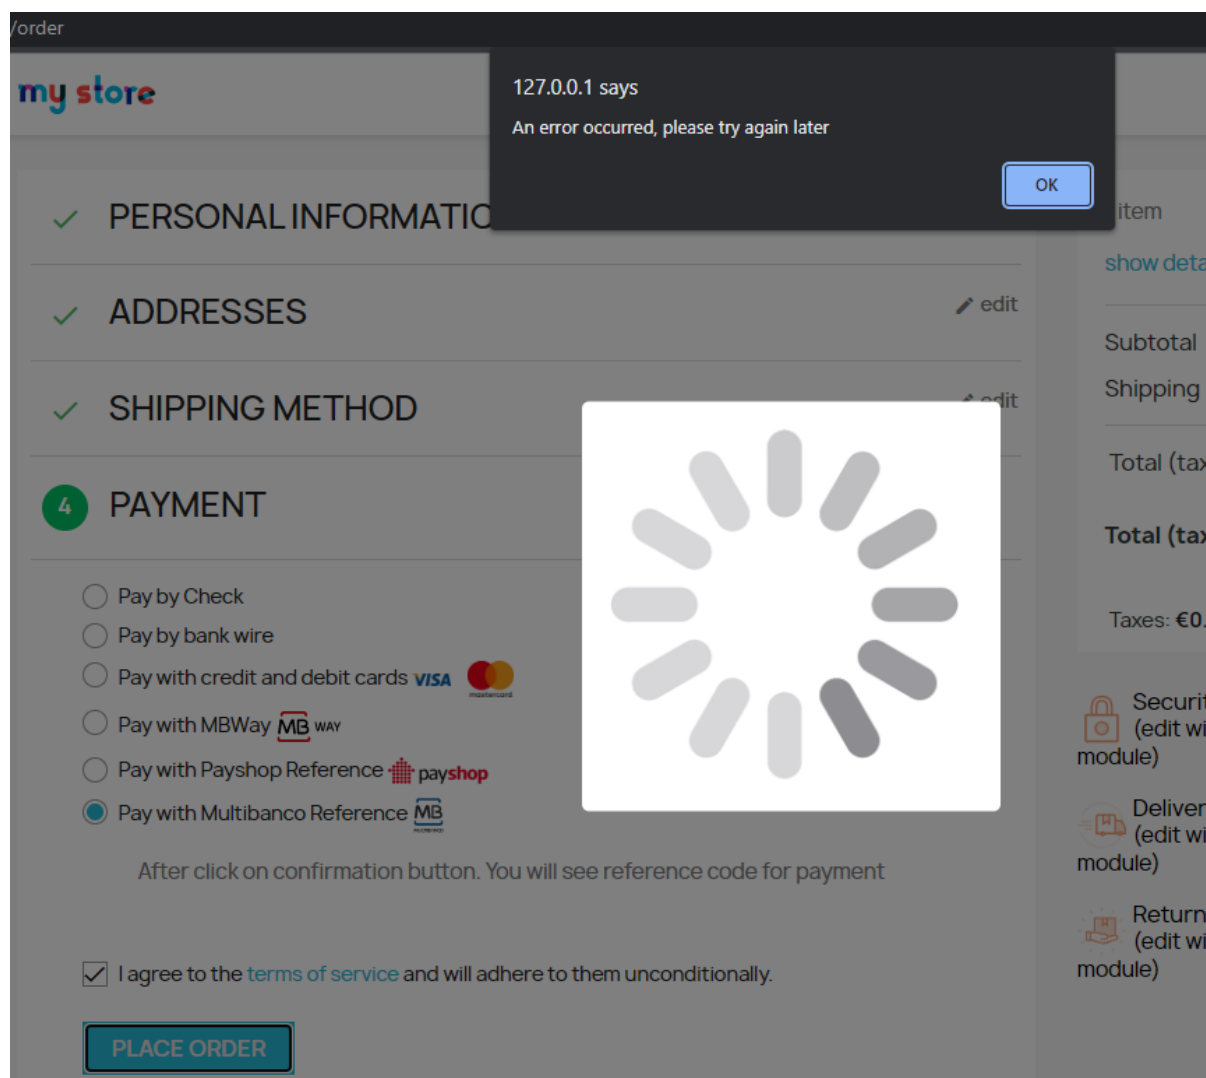 /order
my store
127.0.0.1 says
An error occurred, please try again later
OK
PERSONAL INFORMATIO
item
show deta
ADDRESSES
edit
Subtotal
SHIPPING METHOD
edit
Shipping
Total (tax
4 PAYMENT
Total (tax
Pay by Check
Taxes: €0.
Pay by bank wire
Pay with credit and debit cards VISA mastercard
Pay with MBWay MB WAY
Pay with Payshop Reference payshop
Pay with Multibanco Reference MB
After click on confirmation button. You will see reference code for payment
Securit
(edit wi
module)
Deliver
(edit wi
module)
Return
(edit wi
module)
I agree to the terms of service and will adhere to them unconditionally.
PLACE ORDER